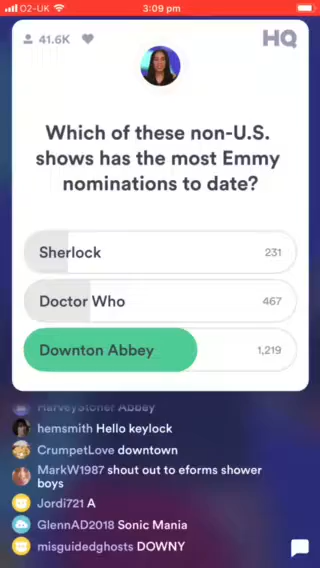 O2-UK 3:09 pm
41.6K HQ
Which of these non-U.S.
shows has the most Emmy
nominations to date?
Sherlock 231
Doctor Who 467
Downton Abbey 1,219
HarveyStoner Abbey
hemsmith Hello keylock
CrumpetLove downtown
MarkW1987 shout out to eforms shower
boys
Jordi721 A
GlennAD2018 Sonic Mania
misguidedghosts DOWNY